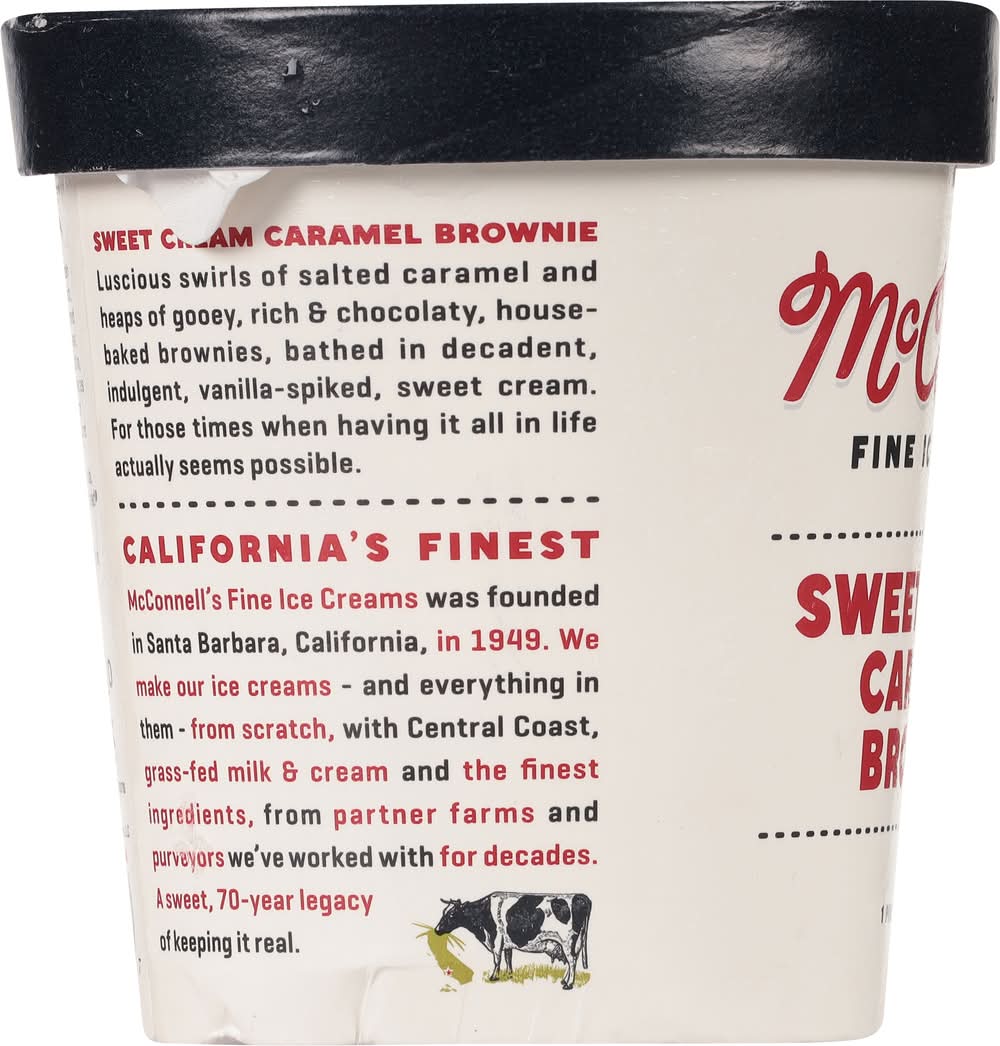 SWEET CREAM CARAMEL BROWNIE
Luscious swirls of salted caramel and
heaps of gooey, rich & chocolaty, house-
baked brownies, bathed in decadent,
indulgent, vanilla-spiked, sweet cream.
For those times when having it all in life
actually seems possible.
CALIFORNIA'S FINEST
McConnell's Fine Ice Creams was founded
in Santa Barbara, California, in 1949. We
make our ice creams - and everything in
them - from scratch, with Central Coast,
grass-fed milk & cream and the finest
ingredients, from partner farms and
purveyors we've worked with for decades.
A sweet, 70-year legacy
of keeping it real.
McC
FINE IC
SWEET
CAR
BRO